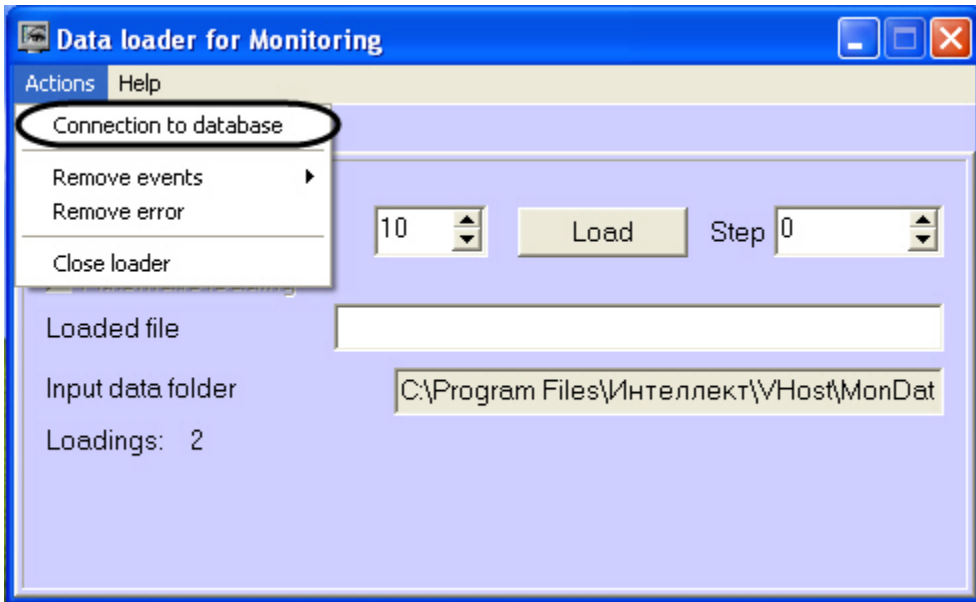 Data loader for Monitoring
Actions Help
Connection to database
Remove events
Remove error
10 Load Step 0
Close loader
Loaded file
Input data folder C:\Program Files\Интеллект\VHost\MonDat
Loadings: 2